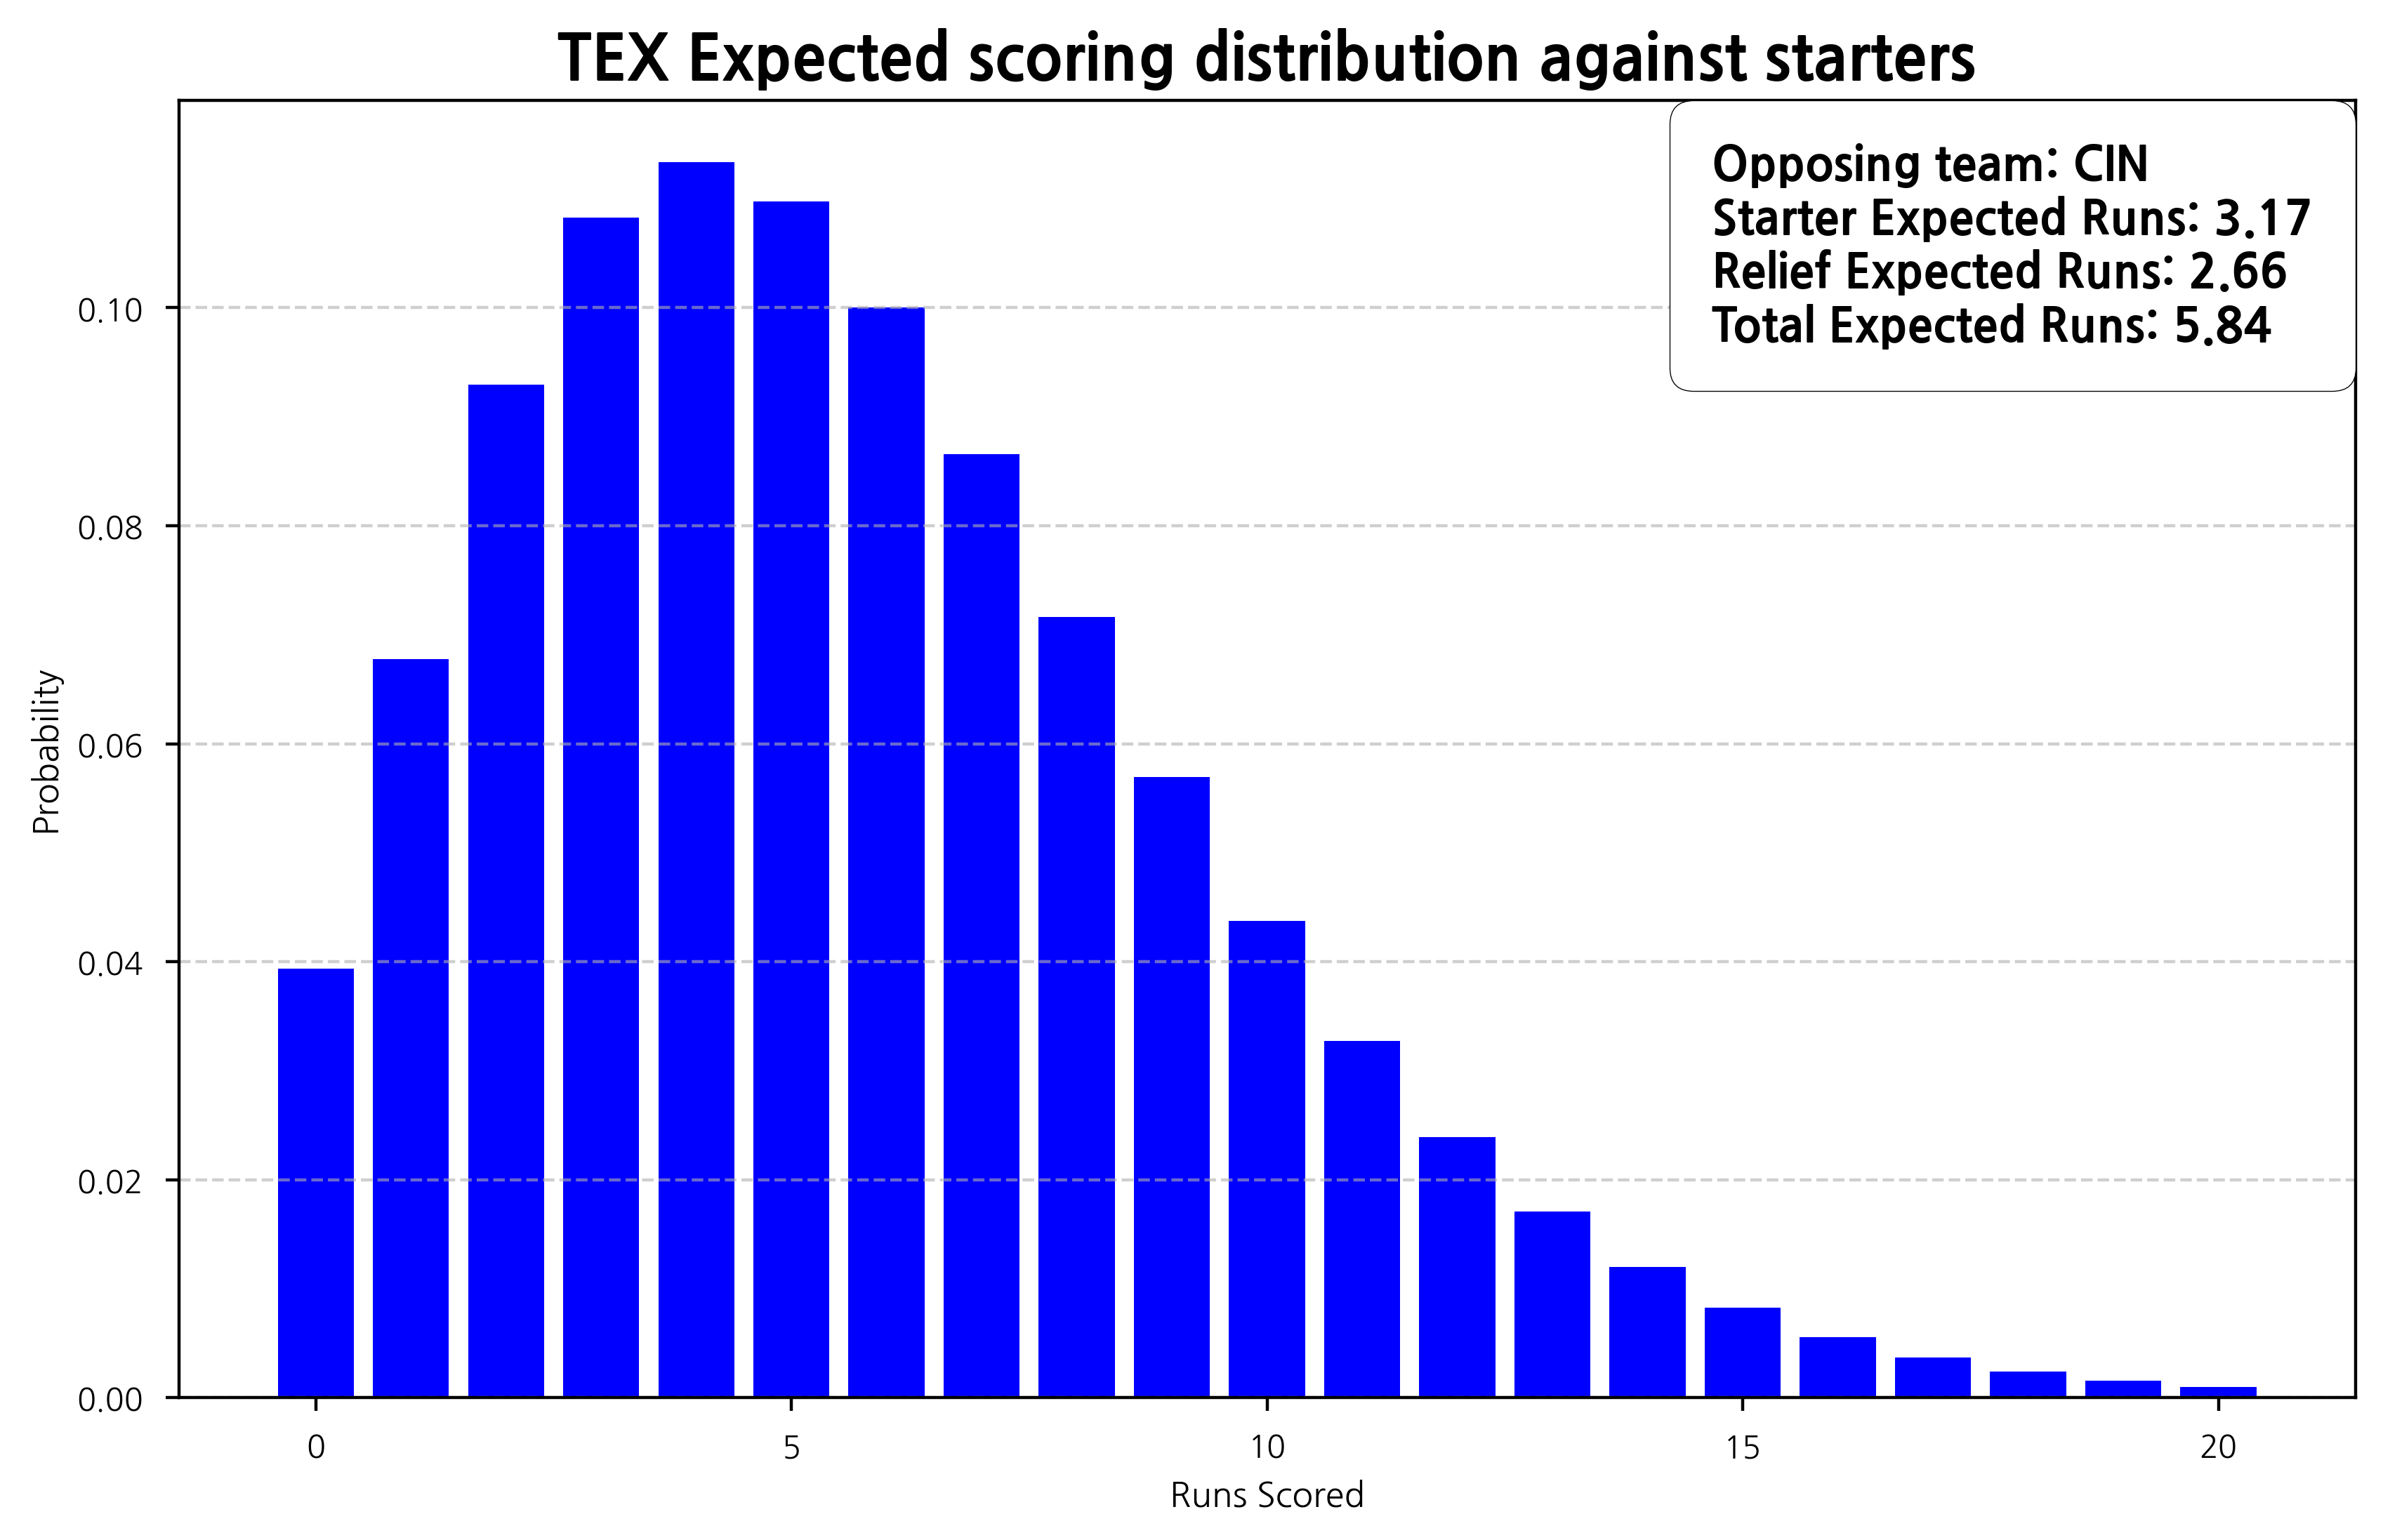 TEX Expected scoring distribution against starters
Opposing team: CIN
Starter Expected Runs: 3.17
Relief Expected Runs: 2.66
Total Expected Runs: 5.84
0.10
0.08
0.06
0.04
0.02
0.00
Probability
0 5 10 15 20
Runs Scored